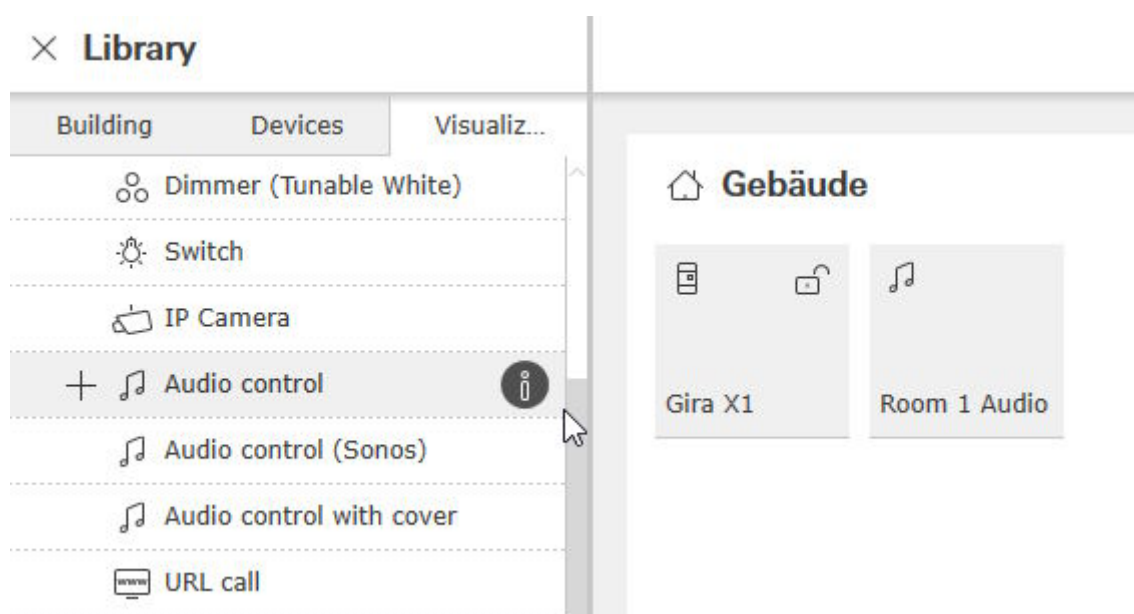 Library
Building Devices Visualiz...
Dimmer (Tunable White)
Switch
IP Camera
Audio control
Audio control (Sonos)
Audio control with cover
www URL call
Gebäude
Gira X1
Room 1 Audio